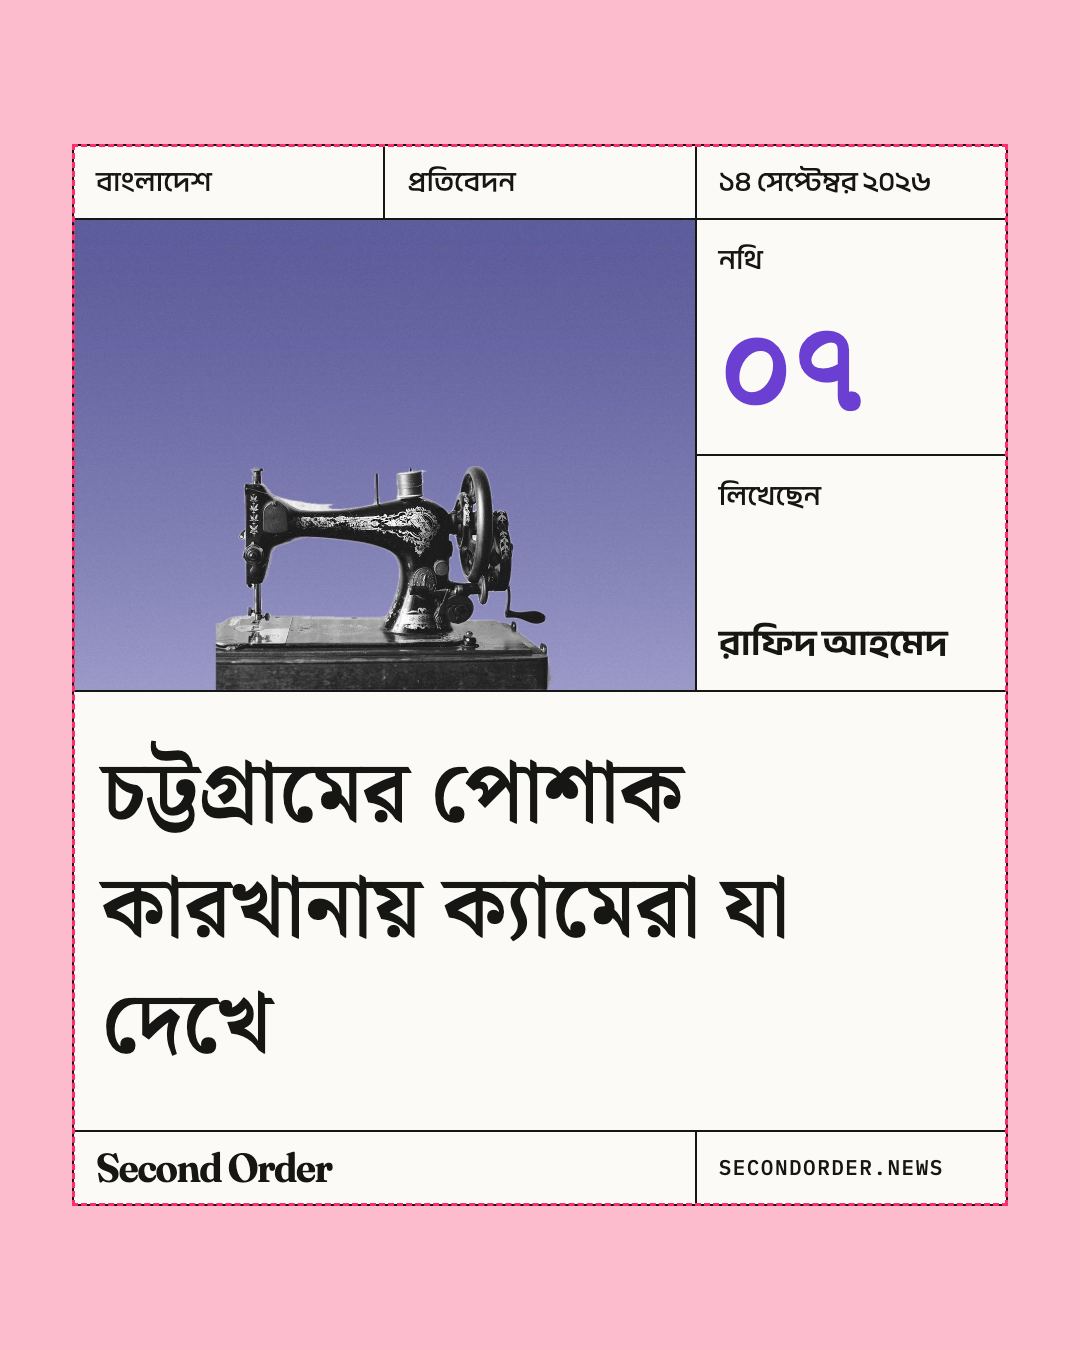 বাংলাদেশ
প্রতিবেদন
১৪ সেপ্টেম্বর ২০২৬
নথি
০৭
লিখেছেন
রাফিদ আহমেদ
চট্টগ্রামের পোশাক
কারখানায় ক্যামেরা যা
দেখে
Second Order
SECONDORDER.NEWS